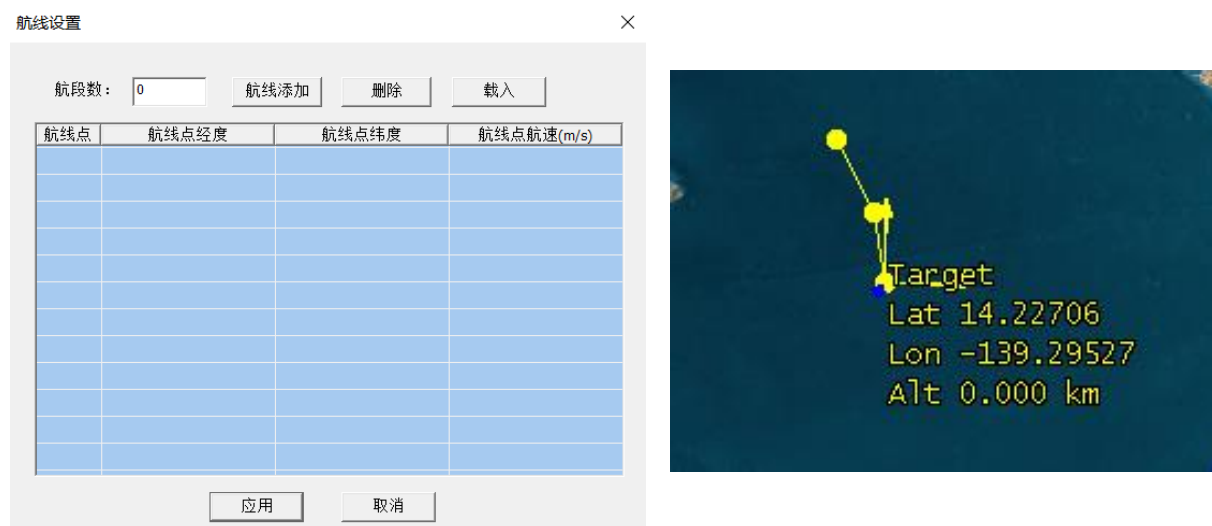 航线设置
航段数： 0 航线添加 删除 载入
航线点 航线点经度 航线点纬度 航线点航速(m/s)
应用 取消
Target
Lat 14.22706
Lon -139.29527
Alt 0.000 km